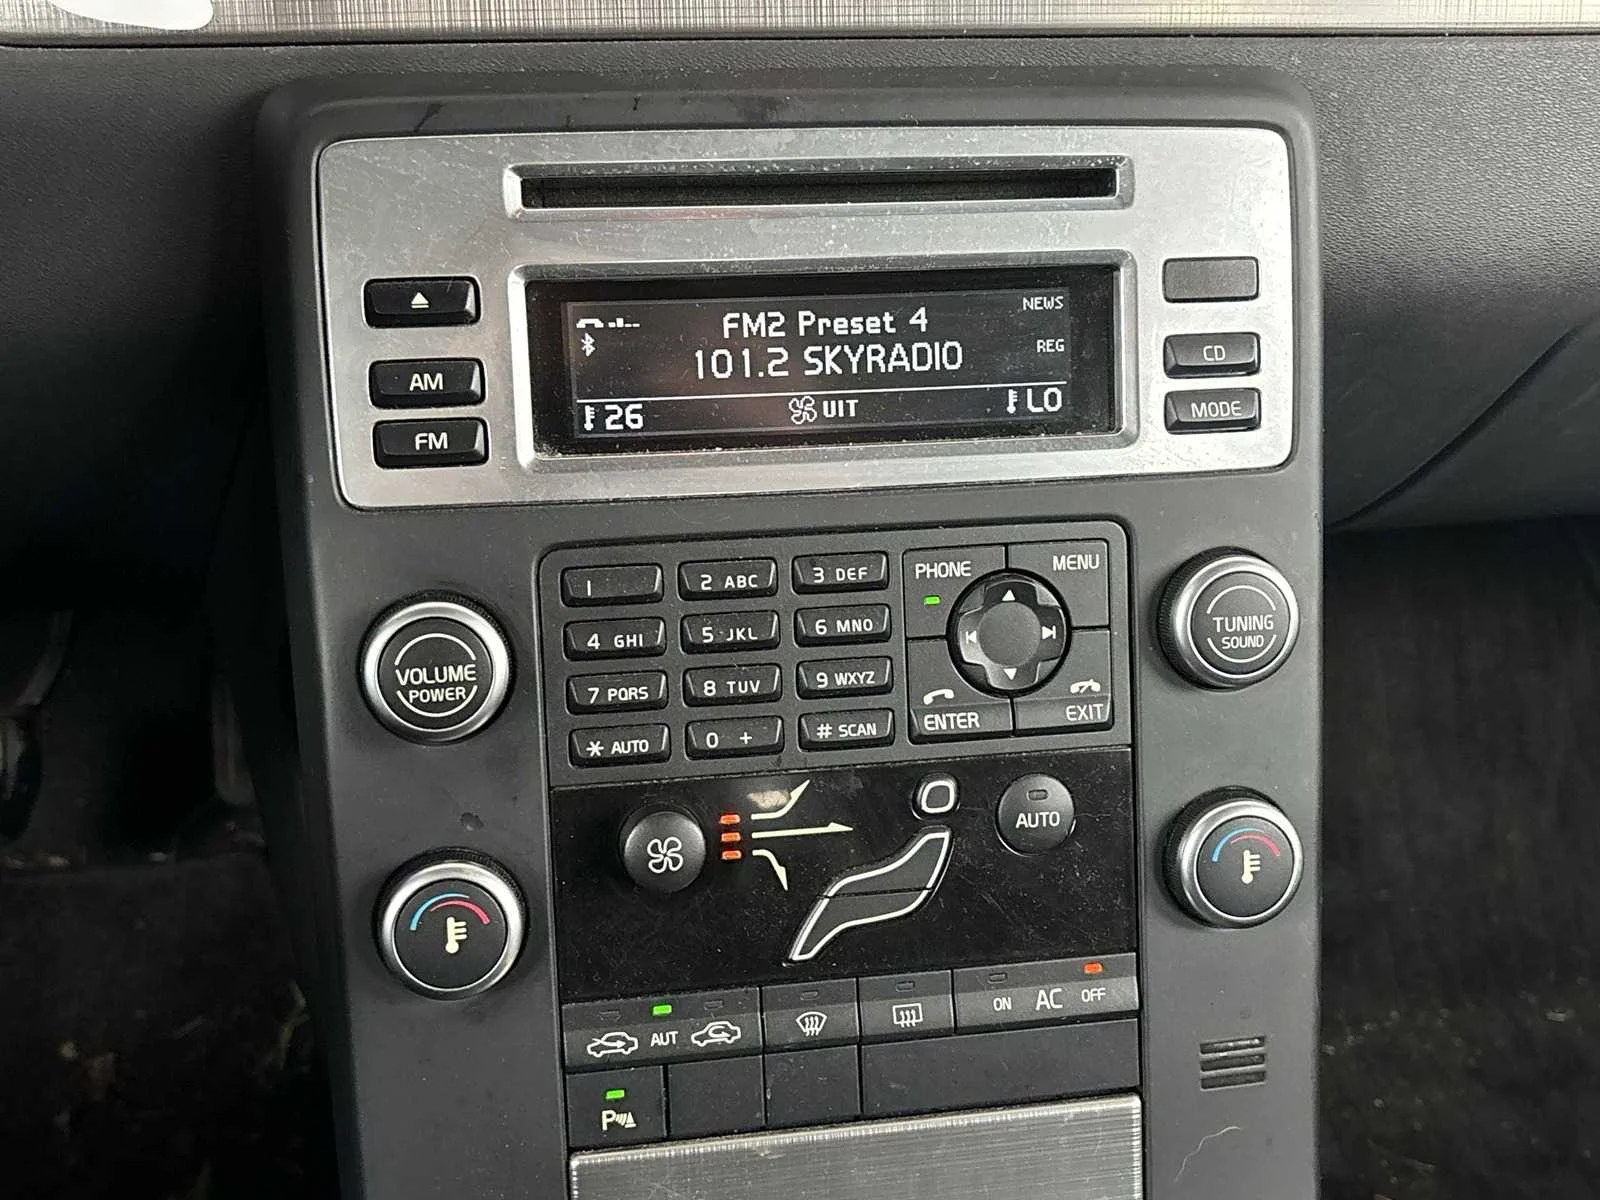 NEWS
FM2 Preset 4
REG
101.2 SKYRADIO
26
UIT
LO
AM
FM
CD
MODE
1
2 ABC
3 DEF
4 GHI
5 JKL
6 MNO
7 PQRS
8 TUV
9 WXYZ
* AUTO
0 +
# SCAN
PHONE
MENU
ENTER
EXIT
VOLUME
POWER
TUNING
SOUND
AUTO
AUT
ON AC OFF
P